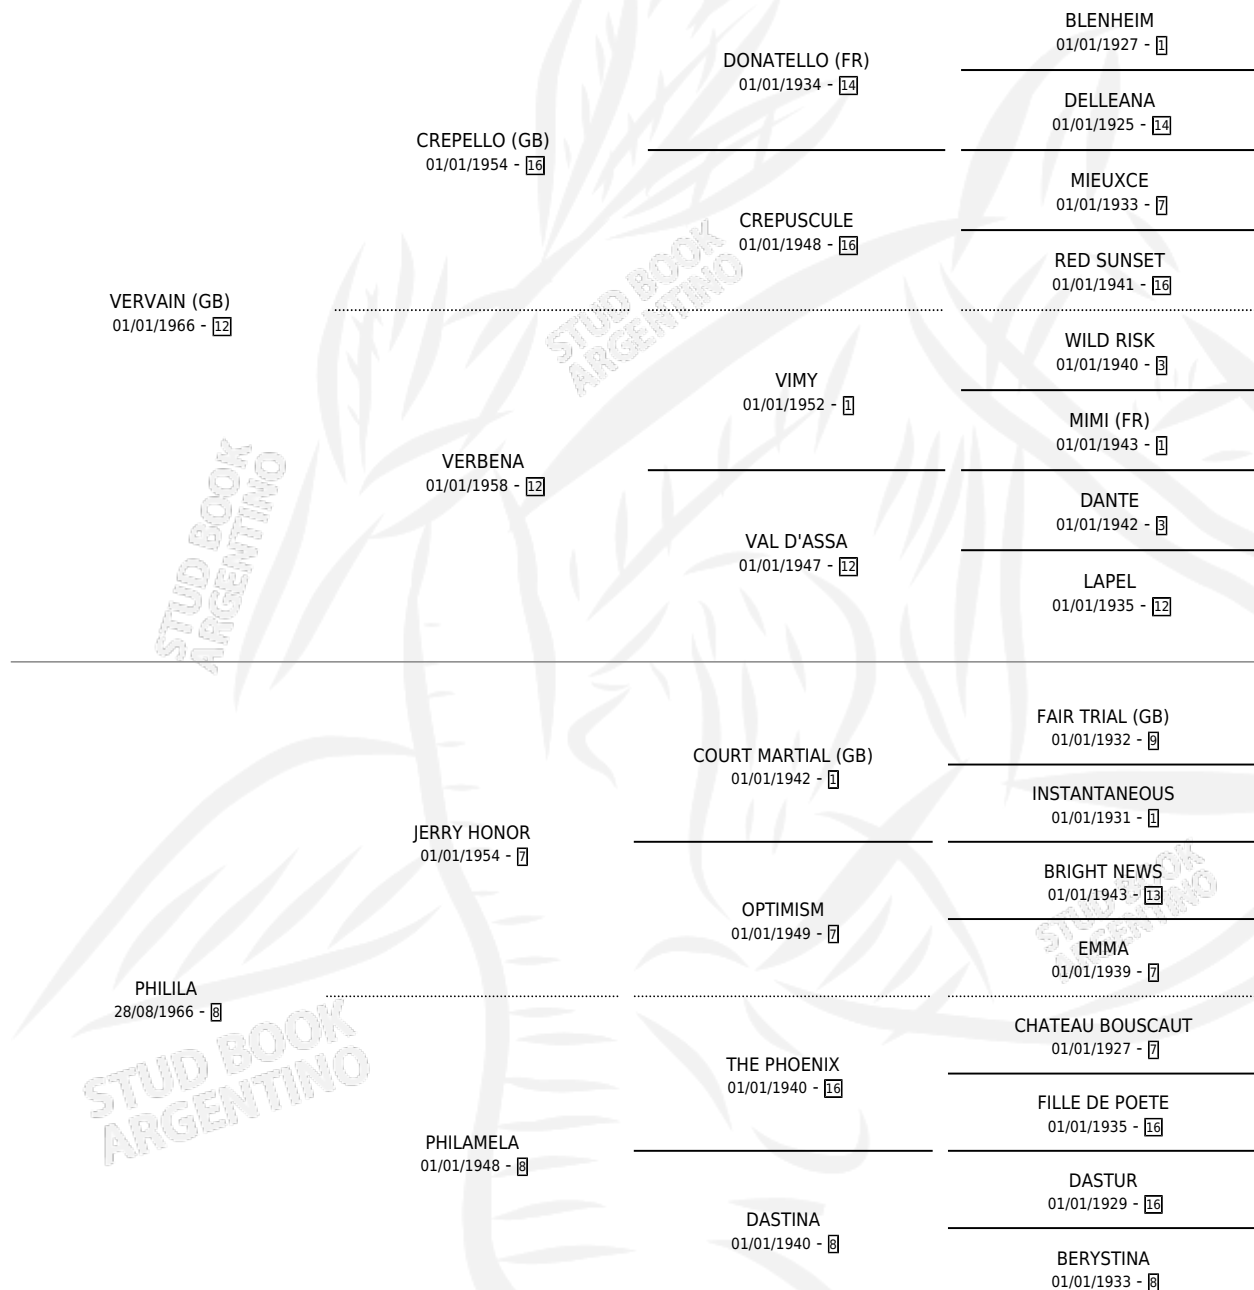 BLENHEIM
01/01/1927 - 1
DONATELLO (FR)
01/01/1934 - 14
DELLEANA
01/01/1925 - 14
CREPELLO (GB)
01/01/1954 - 16
MIEUXCE
01/01/1933 - 7
CREPUSCULE
01/01/1948 - 16
RED SUNSET
01/01/1941 - 16
VERVAIN (GB)
01/01/1966 - 12
WILD RISK
01/01/1940 - 3
VIMY
01/01/1952 - 1
MIMI (FR)
01/01/1943 - 1
VERBENA
01/01/1958 - 12
DANTE
01/01/1942 - 3
VAL D'ASSA
01/01/1947 - 12
LAPEL
01/01/1935 - 12
FAIR TRIAL (GB)
01/01/1932 - 9
COURT MARTIAL (GB)
01/01/1942 - 1
INSTANTANEOUS
01/01/1931 - 1
JERRY HONOR
01/01/1954 - 7
BRIGHT NEWS
01/01/1943 - 13
OPTIMISM
01/01/1949 - 7
EMMA
01/01/1939 - 7
PHILILA
28/08/1966 - 8
CHATEAU BOUSCAUT
01/01/1927 - 7
THE PHOENIX
01/01/1940 - 16
FILLE DE POETE
01/01/1935 - 16
PHILAMELA
01/01/1948 - 8
DASTUR
01/01/1929 - 16
DASTINA
01/01/1940 - 8
BERYSTINA
01/01/1933 - 8
STUD BOOK
ARGENTINO
STUD BOOK
ARGENTINO
STUD BOOK
ARGENTINO
STUD BOOK
ARGENTINO